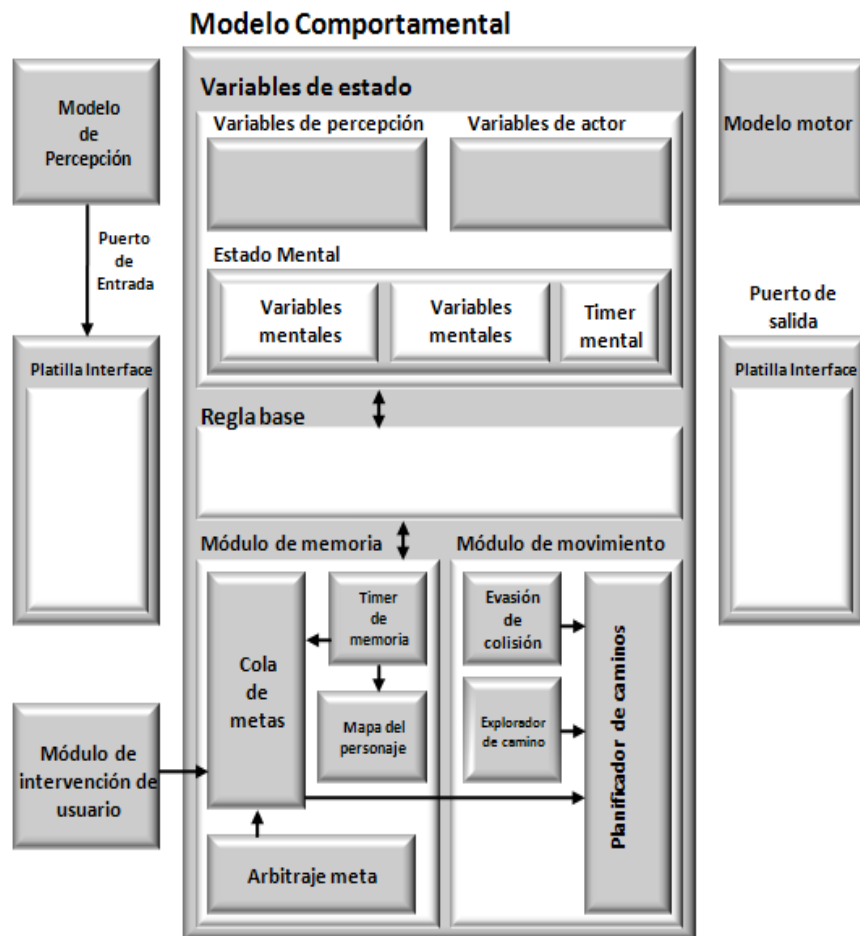 Modelo Comportamental
Modelo
de
Percepción
Puerto
de
Entrada
Platilla Interface
Módulo de
intervención de
usuario
Variables de estado
Variables de percepción
Variables de actor
Estado Mental
Variables
mentales
Variables
mentales
Timer
mental
Regla base
Módulo de memoria
Cola
de
metas
Timer
de
memoria
Mapa del
personaje
Arbitraje meta
Módulo de movimiento
Evasión
de
colisión
Explorador
de camino
Planificador de caminos
Modelo motor
Puerto de
salida
Platilla Interface